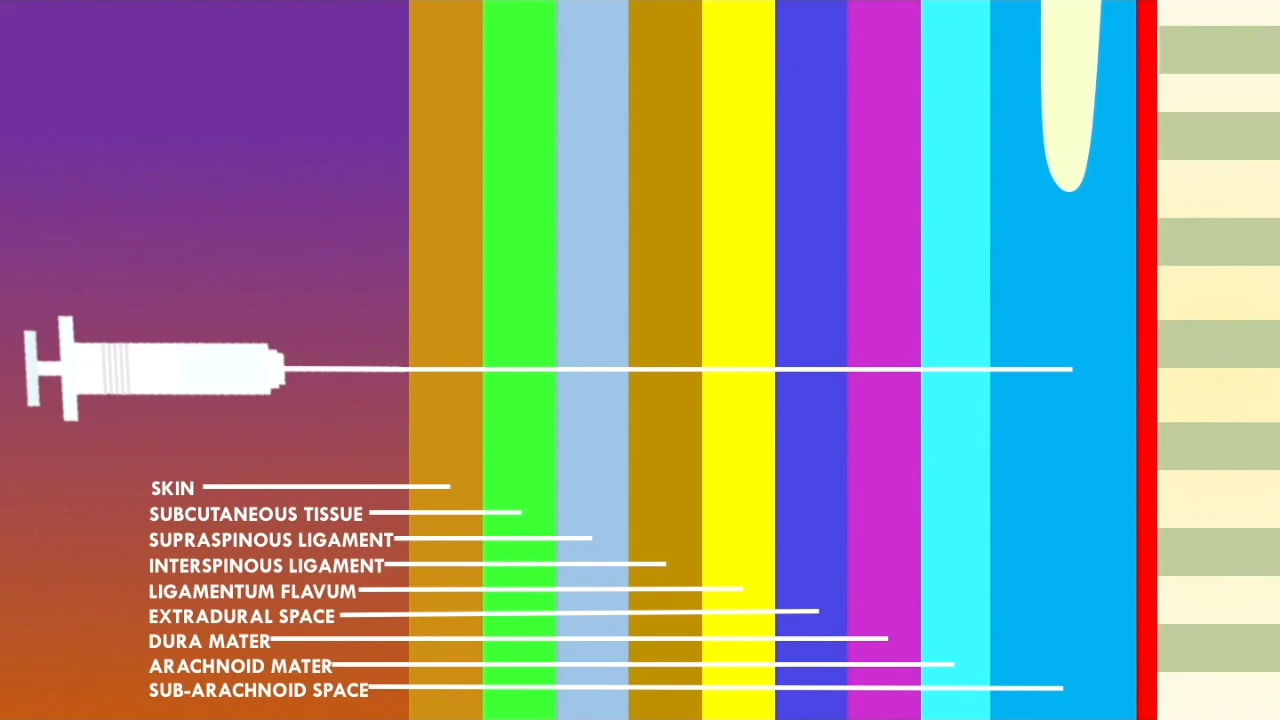 SKIN
SUBCUTANEOUS TISSUE
SUPRASPINOUS LIGAMENT
INTERSPINOUS LIGAMENT
LIGAMENTUM FLAVUM
EXTRADURAL SPACE
DURA MATER
ARACHNOID MATER
SUB-ARACHNOID SPACE